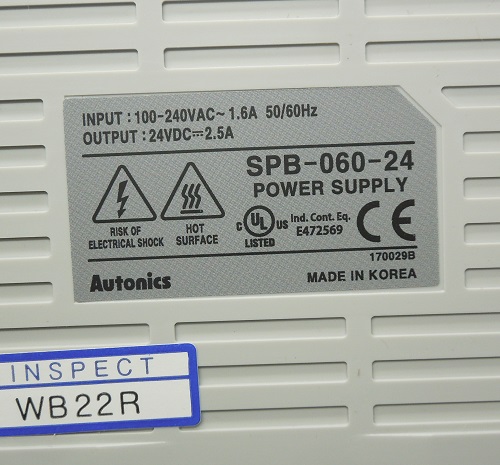 INPUT : 100-240VAC~ 1.6A 50/60Hz
OUTPUT : 24VDC⎓2.5A
SPB-060-24
POWER SUPPLY
RISK OF
ELECTRICAL SHOCK
HOT
SURFACE
C UL US
LISTED
Ind. Cont. Eq.
E472569
CE
170029B
Autonics
MADE IN KOREA
INSPECT
WB22R